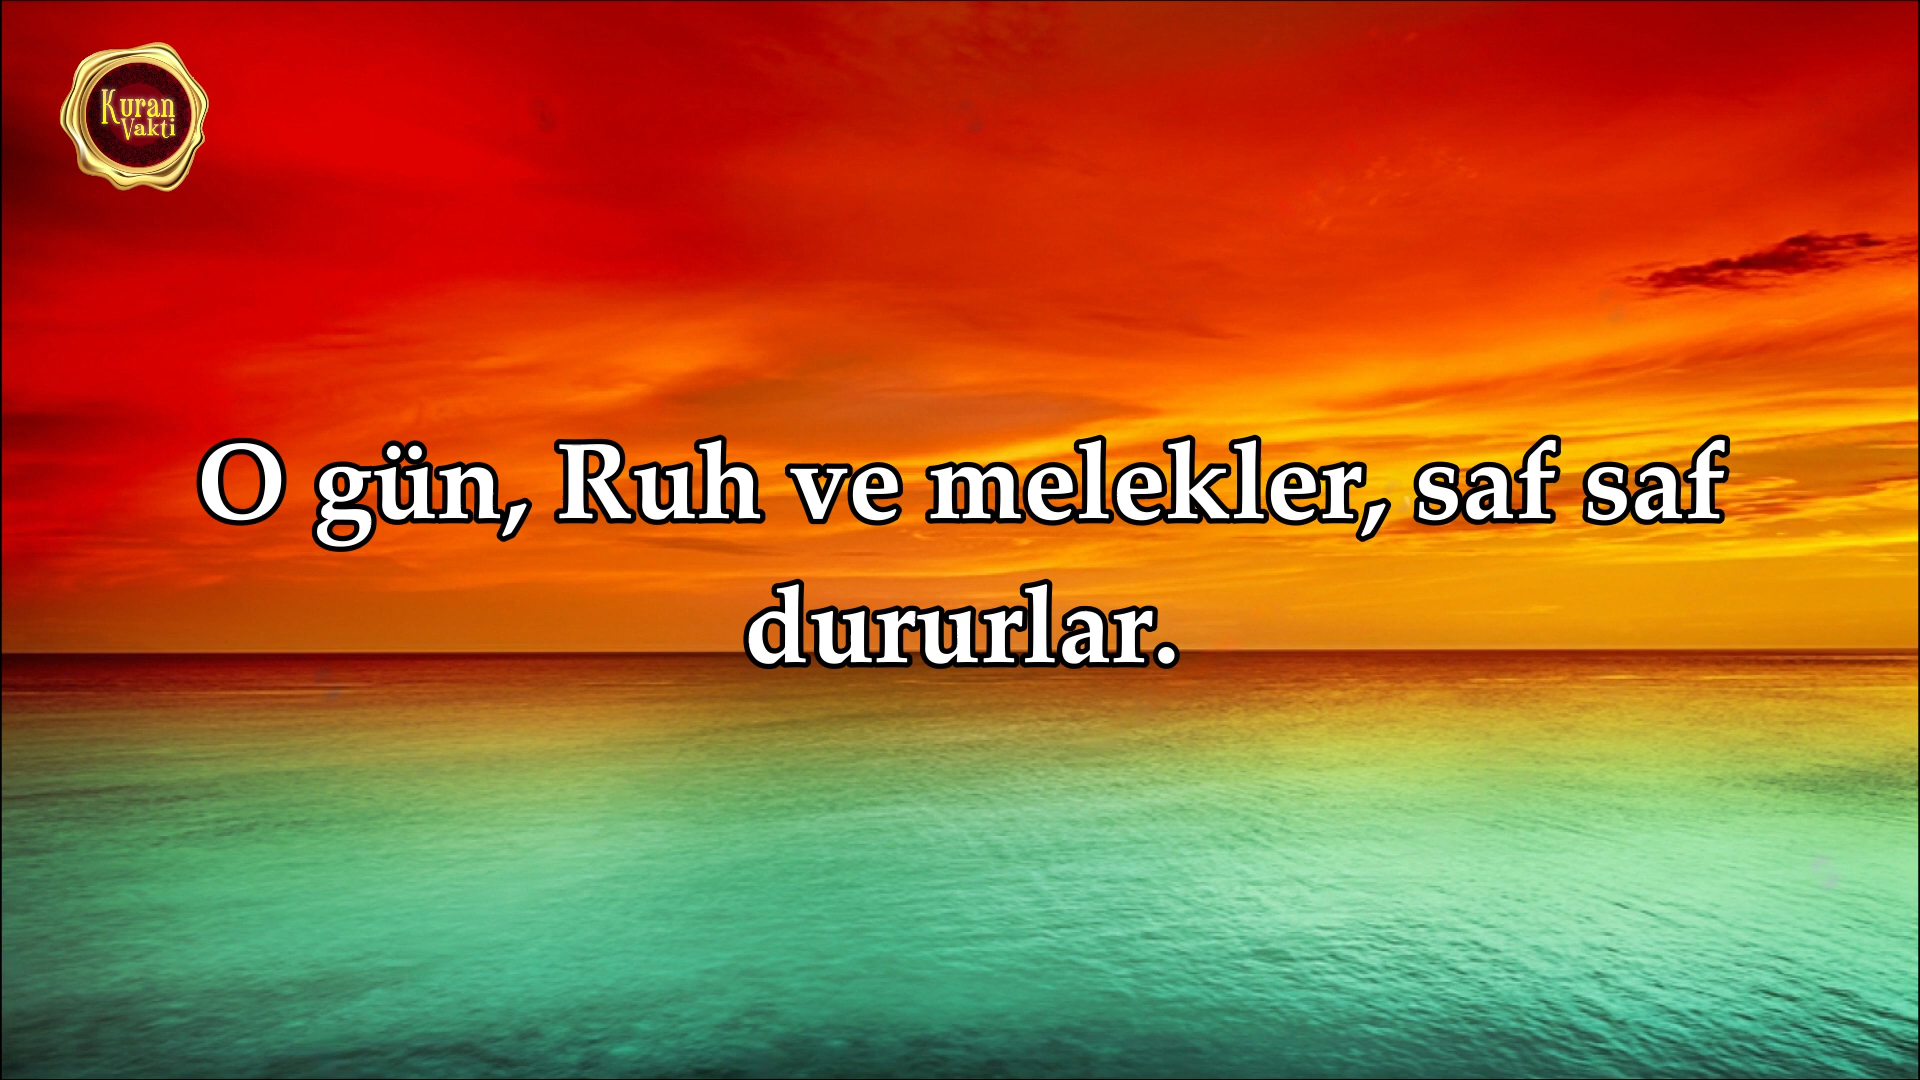 Kuran
Vakti
O gün, Ruh ve melekler, saf saf
dururlar.